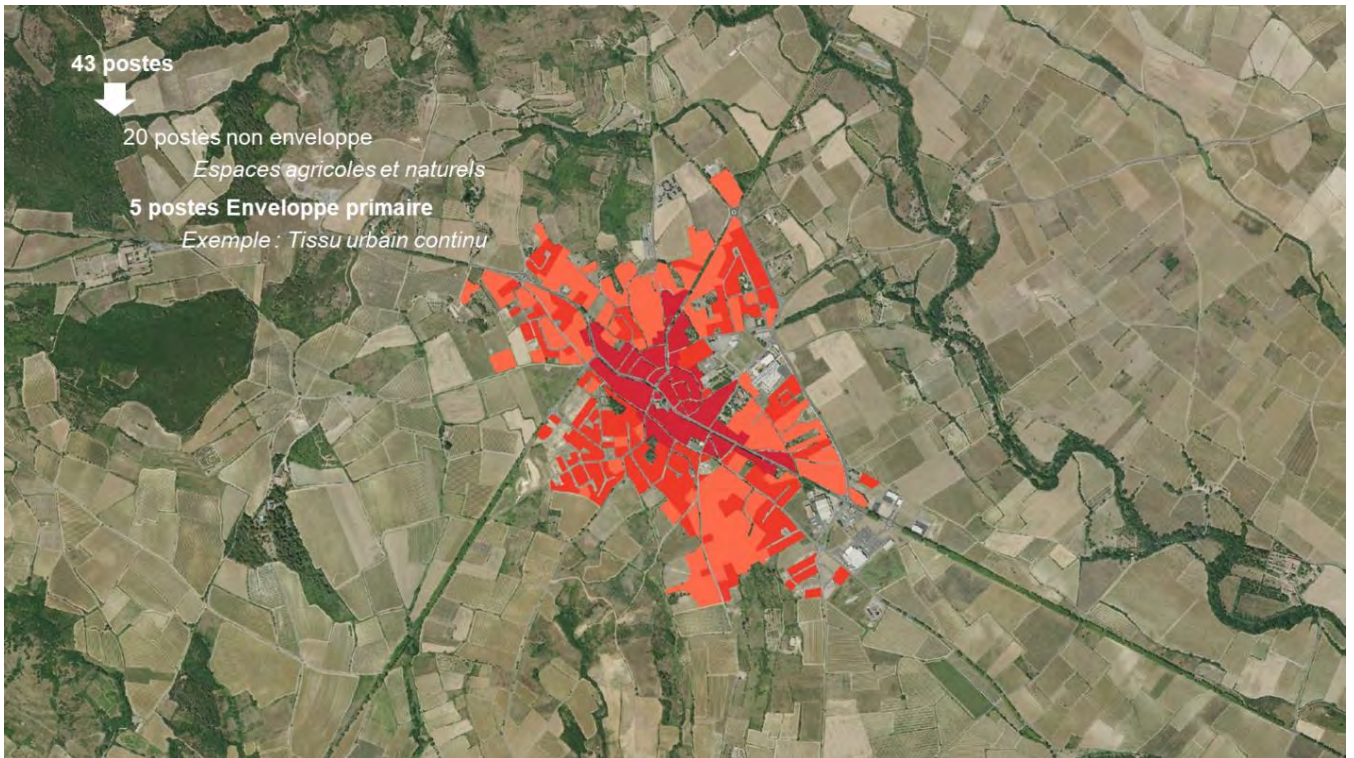 43 postes
20 postes non enveloppe
Espaces agricoles et naturels
5 postes Enveloppe primaire
Exemple : Tissu urbain continu